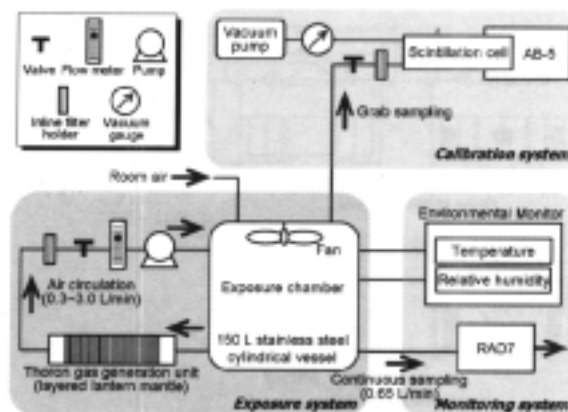 Valve Flow meter Pump
Inline filter
holder
Vacuum
gauge
Vacuum
pump
Scintillation cell
AB-5
Grab sampling
Calibration system
Room air
Fan
Environmental Monitor
Temperature
Relative humidity
Air circulation
(0.3~3.0 L/min)
Exposure chamber
150 L stainless steel
cylindrical vessel
Thoron gas generation unit
(layered lantern mantle)
RAD7
Continuous sampling
(0.65 L/min)
Exposure system
Monitoring system